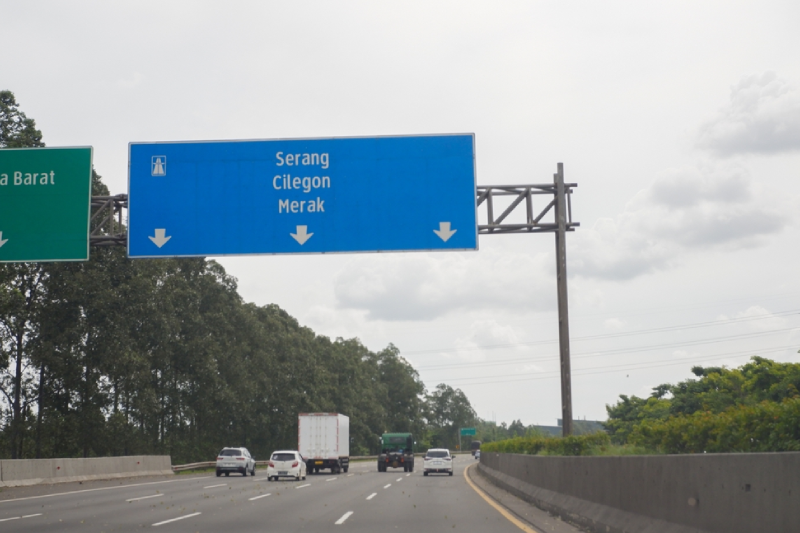 a Barat
Serang
Cilegon
Merak